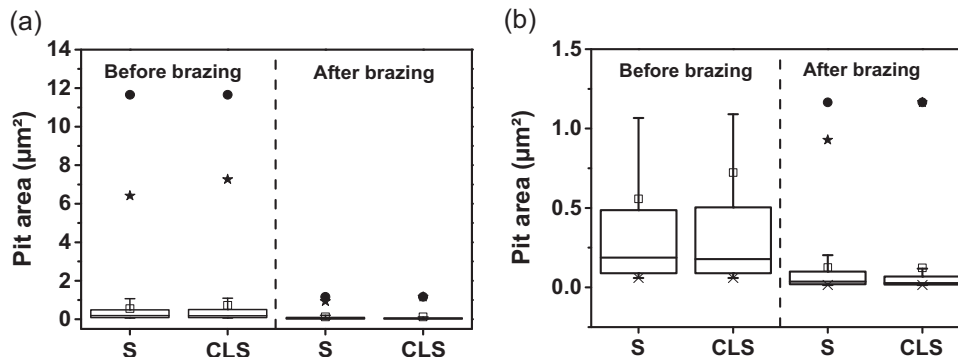 (a)
14
12
10
8
6
4
2
0
Pit area (µm²)
Before brazing
After brazing
S
CLS
S
CLS
(b)
1.5
1.0
0.5
0.0
Pit area (µm²)
Before brazing
After brazing
S
CLS
S
CLS